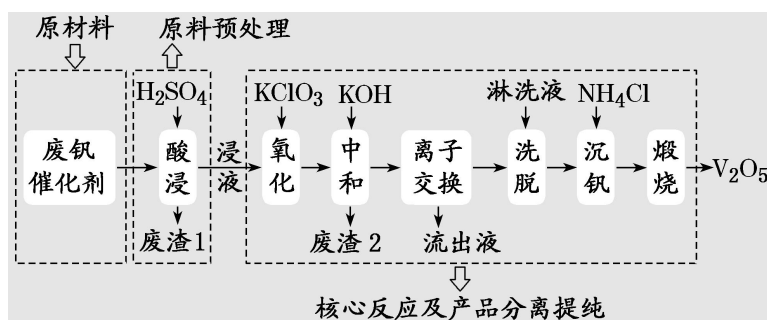 原材料
原料预处理
H₂SO₄
KClO₃
KOH
淋洗液
NH₄Cl
废钒
催化剂
酸
浸
浸
液
氧
化
中
和
离子
交换
洗
脱
沉
钒
煅
烧
V₂O₅
废渣1
废渣2
流出液
核心反应及产品分离提纯